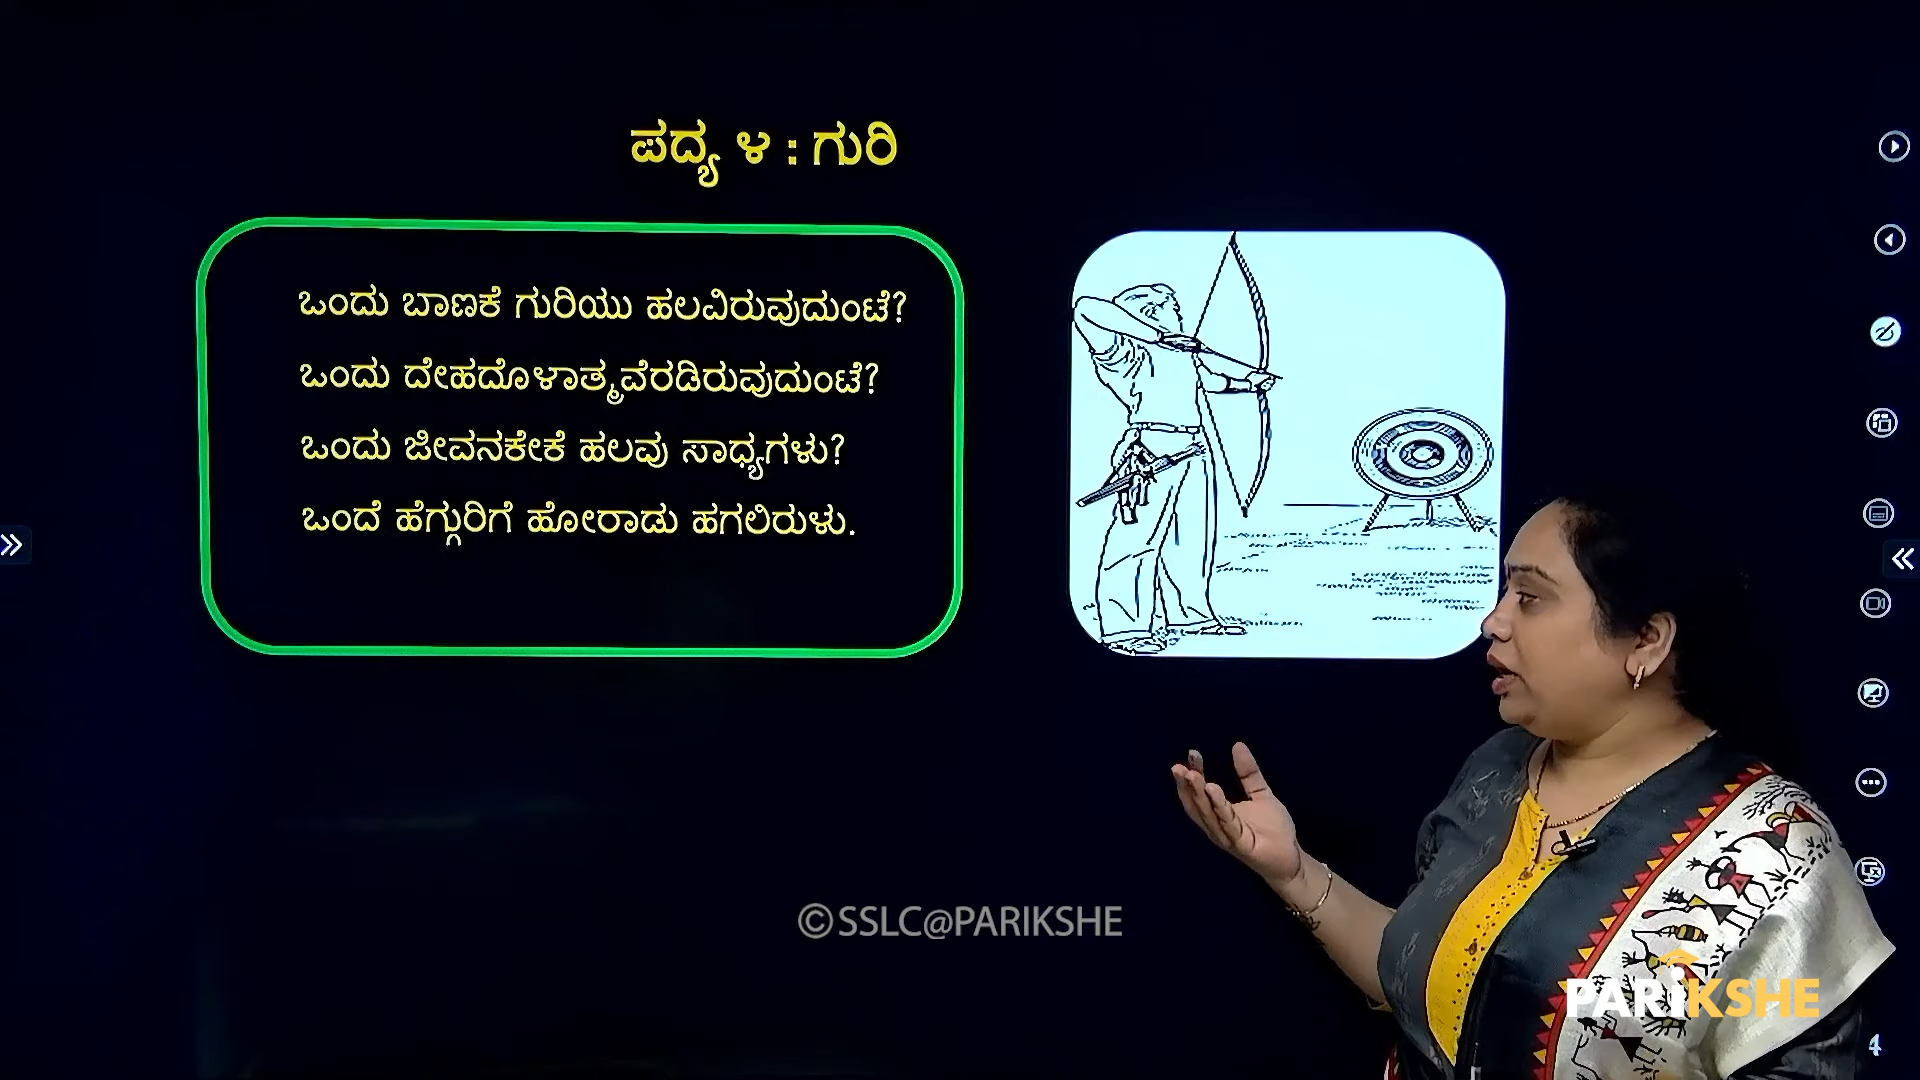 ಪದ್ಯ ೪ : ಗುರಿ
ಒಂದು ಬಾಣಕೆ ಗುರಿಯು ಹಲವಿರುವುದುಂಟೆ?
ಒಂದು ದೇಹದೊಳಾತ್ಮವೆರಡಿರುವುದುಂಟೆ?
ಒಂದು ಜೀವನಕೇಕೆ ಹಲವು ಸಾಧ್ಯಗಳು?
ಒಂದೆ ಹೆಗ್ಗುರಿಗೆ ಹೋರಾಡು ಹಗಲಿರುಳು.
©SSLC@PARIKSHE
PARiKSHE
4